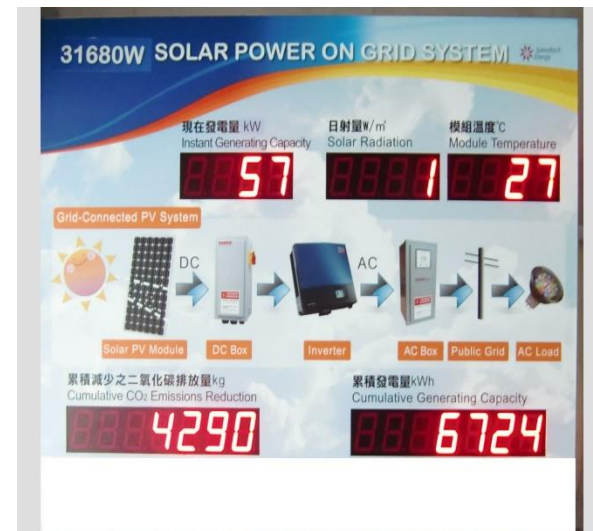 31680W SOLAR POWER ON GRID SYSTEM
現在發電量 kW
Instant Generating Capacity
57
日射量W/㎡
Solar Radiation
1
模組溫度℃
Module Temperature
27
Grid-Connected PV System
DC
AC
Solar PV Module
DC Box
Inverter
AC Box
Public Grid
AC Load
累積減少之二氧化碳排放量kg
Cumulative CO₂ Emissions Reduction
4290
累積發電量kWh
Cumulative Generating Capacity
6724